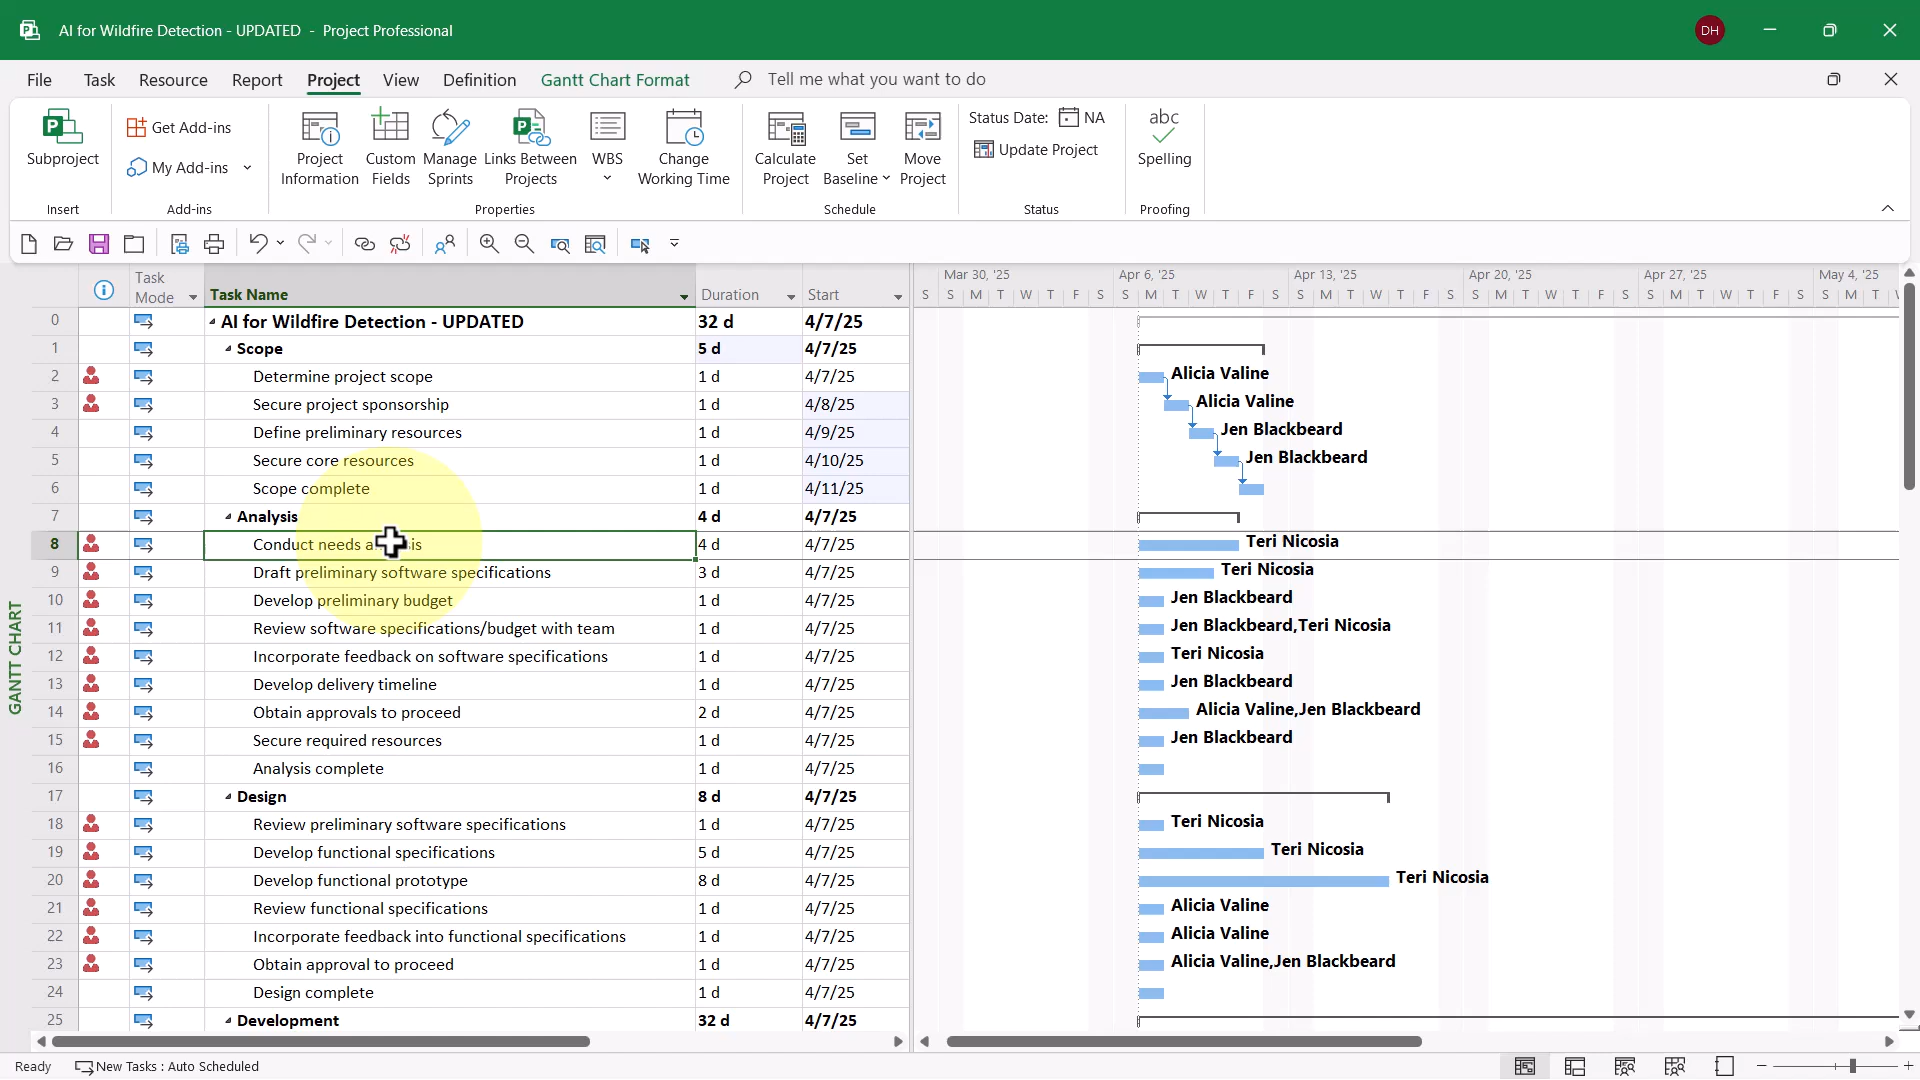 AI for Wildfire Detection - UPDATED - Project Professional
DH
File Task Resource Report Project View Definition Gantt Chart Format Tell me what you want to do
Subproject
Insert
Get Add-ins
My Add-ins
Add-ins
Project Information
Custom Fields
Manage Sprints
Links Between Projects
WBS
Change Working Time
Properties
Calculate Project
Set Baseline
Move Project
Schedule
Status Date: NA
Update Project
Status
abc
Spelling
Proofing
Task Mode Task Name Duration Start
Mar 30, '25 Apr 6, '25 Apr 13, '25 Apr 20, '25 Apr 27, '25 May 4, '25
S S M T W T F S S M T W T F S S M T W T F S S M T W T F S S M T W T F S S M T
0 AI for Wildfire Detection - UPDATED 32 d 4/7/25
1 Scope 5 d 4/7/25
2 Determine project scope 1 d 4/7/25 Alicia Valine
3 Secure project sponsorship 1 d 4/8/25 Alicia Valine
4 Define preliminary resources 1 d 4/9/25 Jen Blackbeard
5 Secure core resources 1 d 4/10/25 Jen Blackbeard
6 Scope complete 1 d 4/11/25
7 Analysis 4 d 4/7/25
8 Conduct needs analysis 4 d 4/7/25 Teri Nicosia
9 Draft preliminary software specifications 3 d 4/7/25 Teri Nicosia
10 Develop preliminary budget 1 d 4/7/25 Jen Blackbeard
11 Review software specifications/budget with team 1 d 4/7/25 Jen Blackbeard,Teri Nicosia
12 Incorporate feedback on software specifications 1 d 4/7/25 Teri Nicosia
13 Develop delivery timeline 1 d 4/7/25 Jen Blackbeard
14 Obtain approvals to proceed 2 d 4/7/25 Alicia Valine,Jen Blackbeard
15 Secure required resources 1 d 4/7/25 Jen Blackbeard
16 Analysis complete 1 d 4/7/25
17 Design 8 d 4/7/25
18 Review preliminary software specifications 1 d 4/7/25 Teri Nicosia
19 Develop functional specifications 5 d 4/7/25 Teri Nicosia
20 Develop functional prototype 8 d 4/7/25 Teri Nicosia
21 Review functional specifications 1 d 4/7/25 Alicia Valine
22 Incorporate feedback into functional specifications 1 d 4/7/25 Alicia Valine
23 Obtain approval to proceed 1 d 4/7/25 Alicia Valine,Jen Blackbeard
24 Design complete 1 d 4/7/25
25 Development 32 d 4/7/25
GANTT CHART
Ready New Tasks : Auto Scheduled